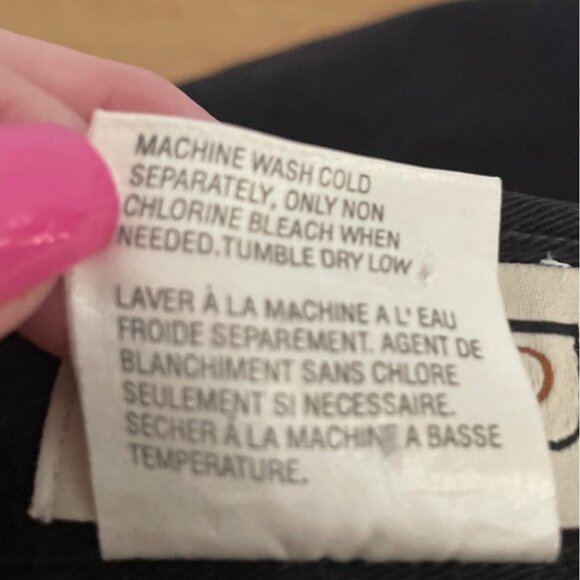 MACHINE WASH COLD
SEPARATELY, ONLY NON
CHLORINE BLEACH WHEN
NEEDED.TUMBLE DRY LOW
LAVER À LA MACHINE A L' EAU
FROIDE SEPAREMENT. AGENT DE
BLANCHIMENT SANS CHLORE
SEULEMENT SI NECESSAIRE.
SECHER À LA MACHINE A BASSE
TEMPERATURE.